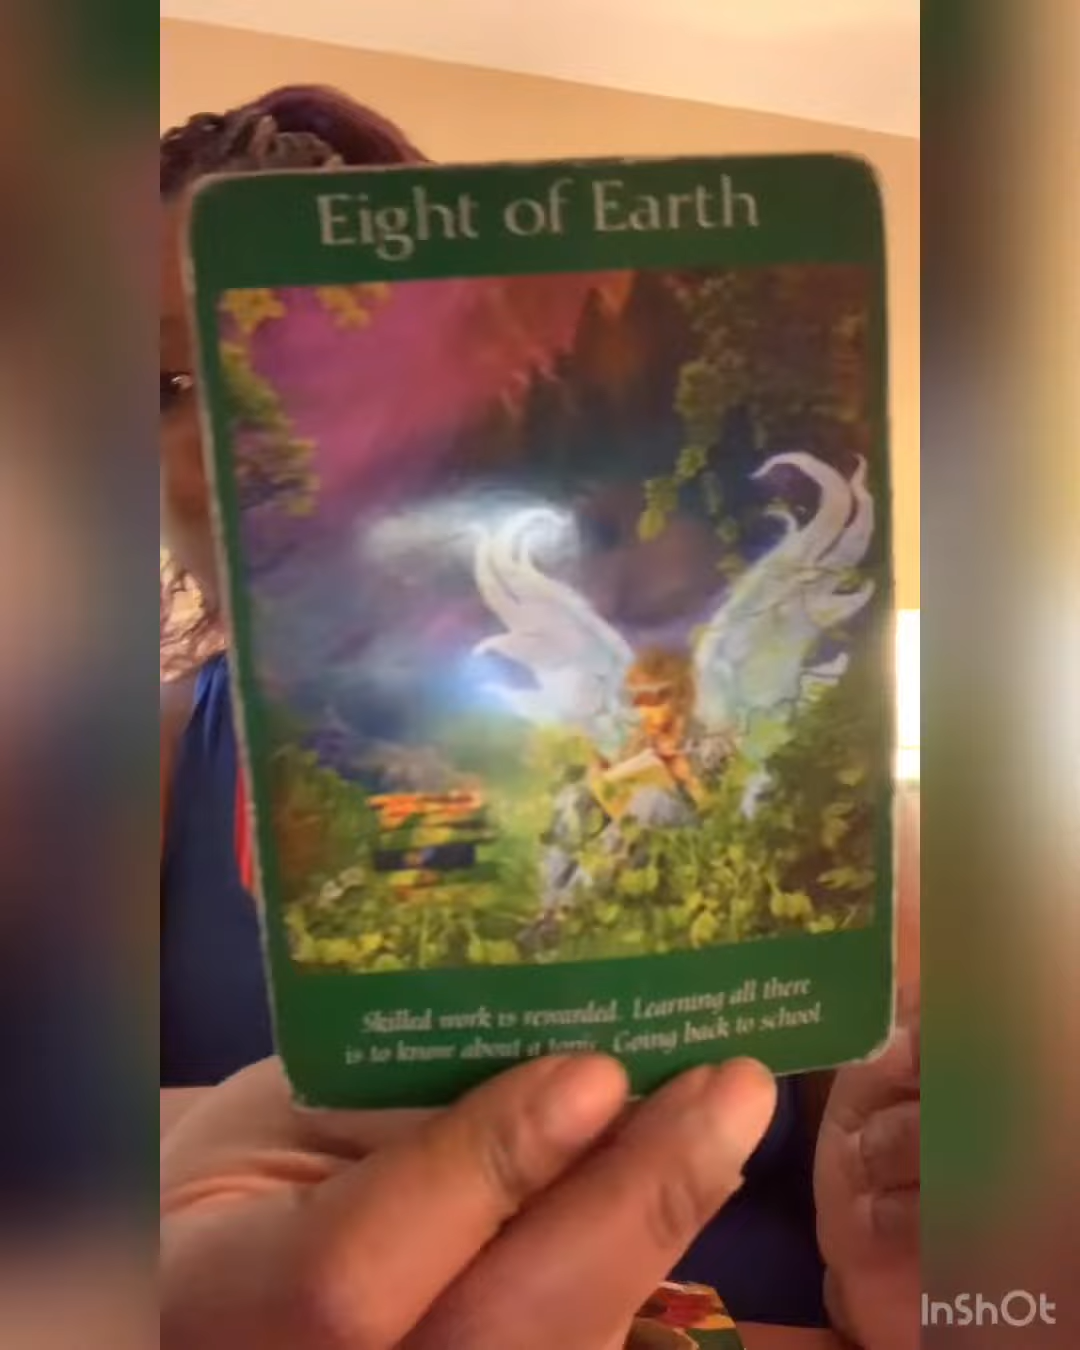 Eight of Earth
Skilled work is rewarded. Learning all there
is to know about a topic. Going back to school.
InShOt